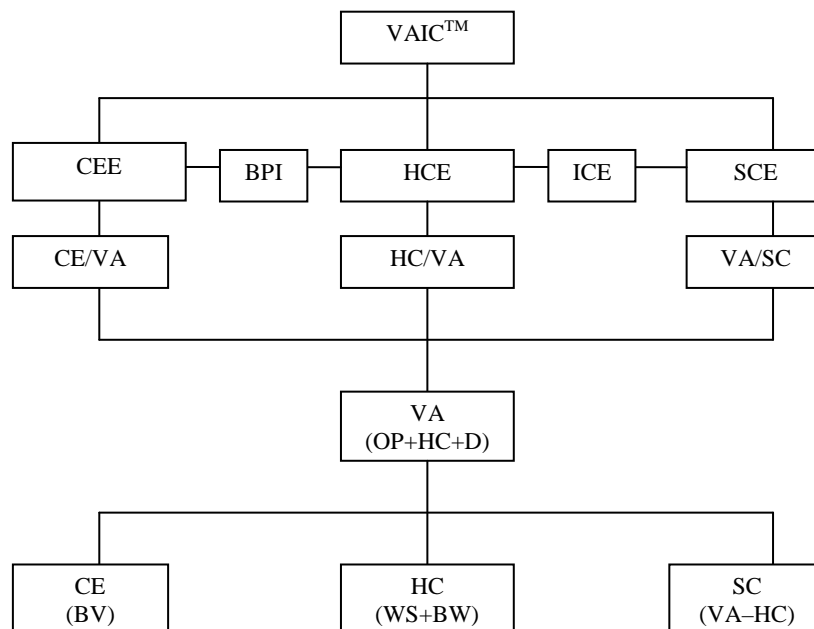 VAIC™
CEE
BPI
HCE
ICE
SCE
CE/VA
HC/VA
VA/SC
VA
(OP+HC+D)
CE
(BV)
HC
(WS+BW)
SC
(VA–HC)